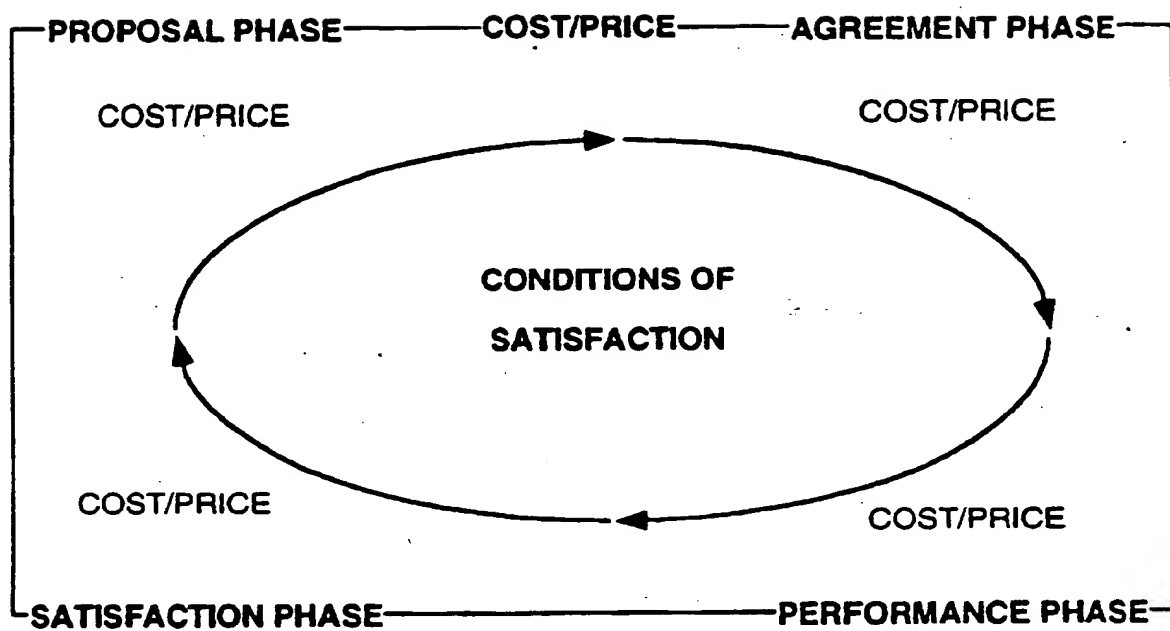 PROPOSAL PHASE COST/PRICE AGREEMENT PHASE
COST/PRICE COST/PRICE
CONDITIONS OF
SATISFACTION
COST/PRICE COST/PRICE
SATISFACTION PHASE PERFORMANCE PHASE